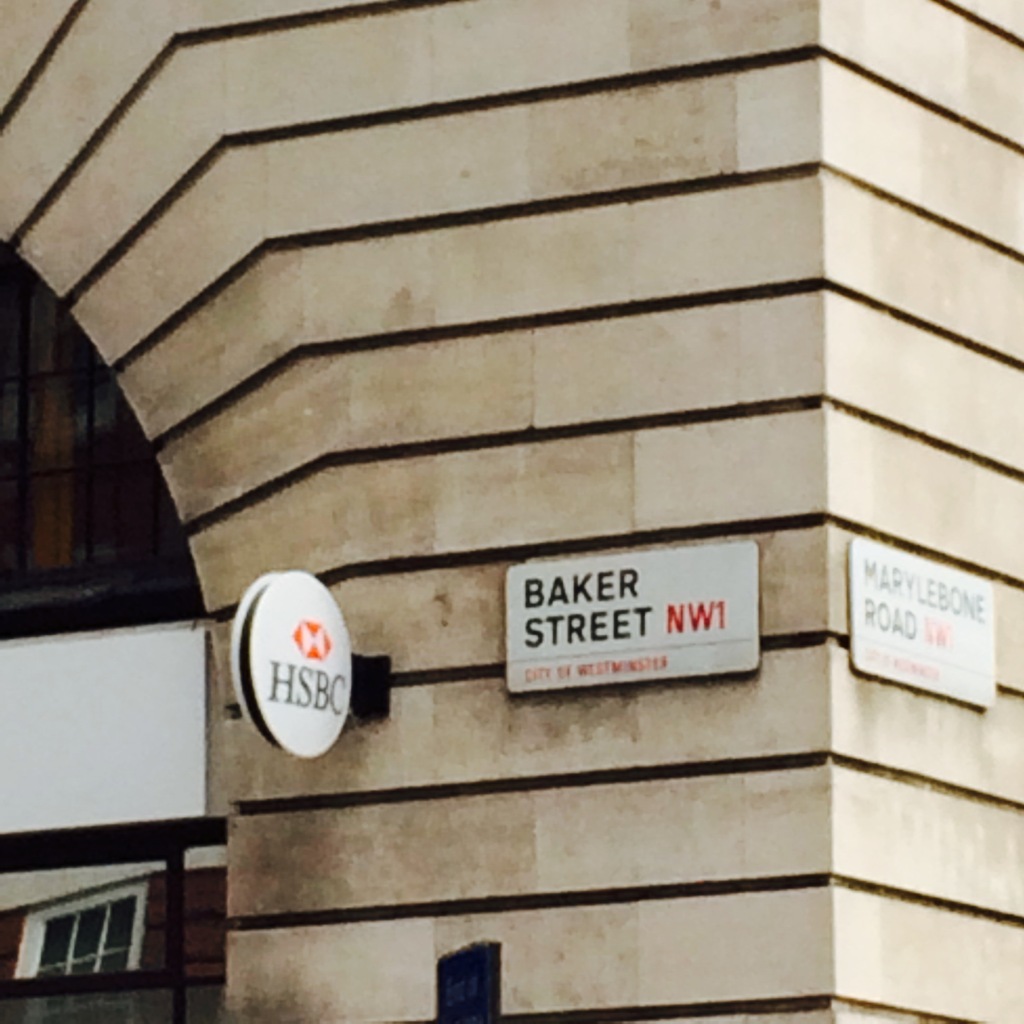 HSBC
BAKER
STREET NW1
CITY OF WESTMINSTER
MARYLEBONE
ROAD NW1